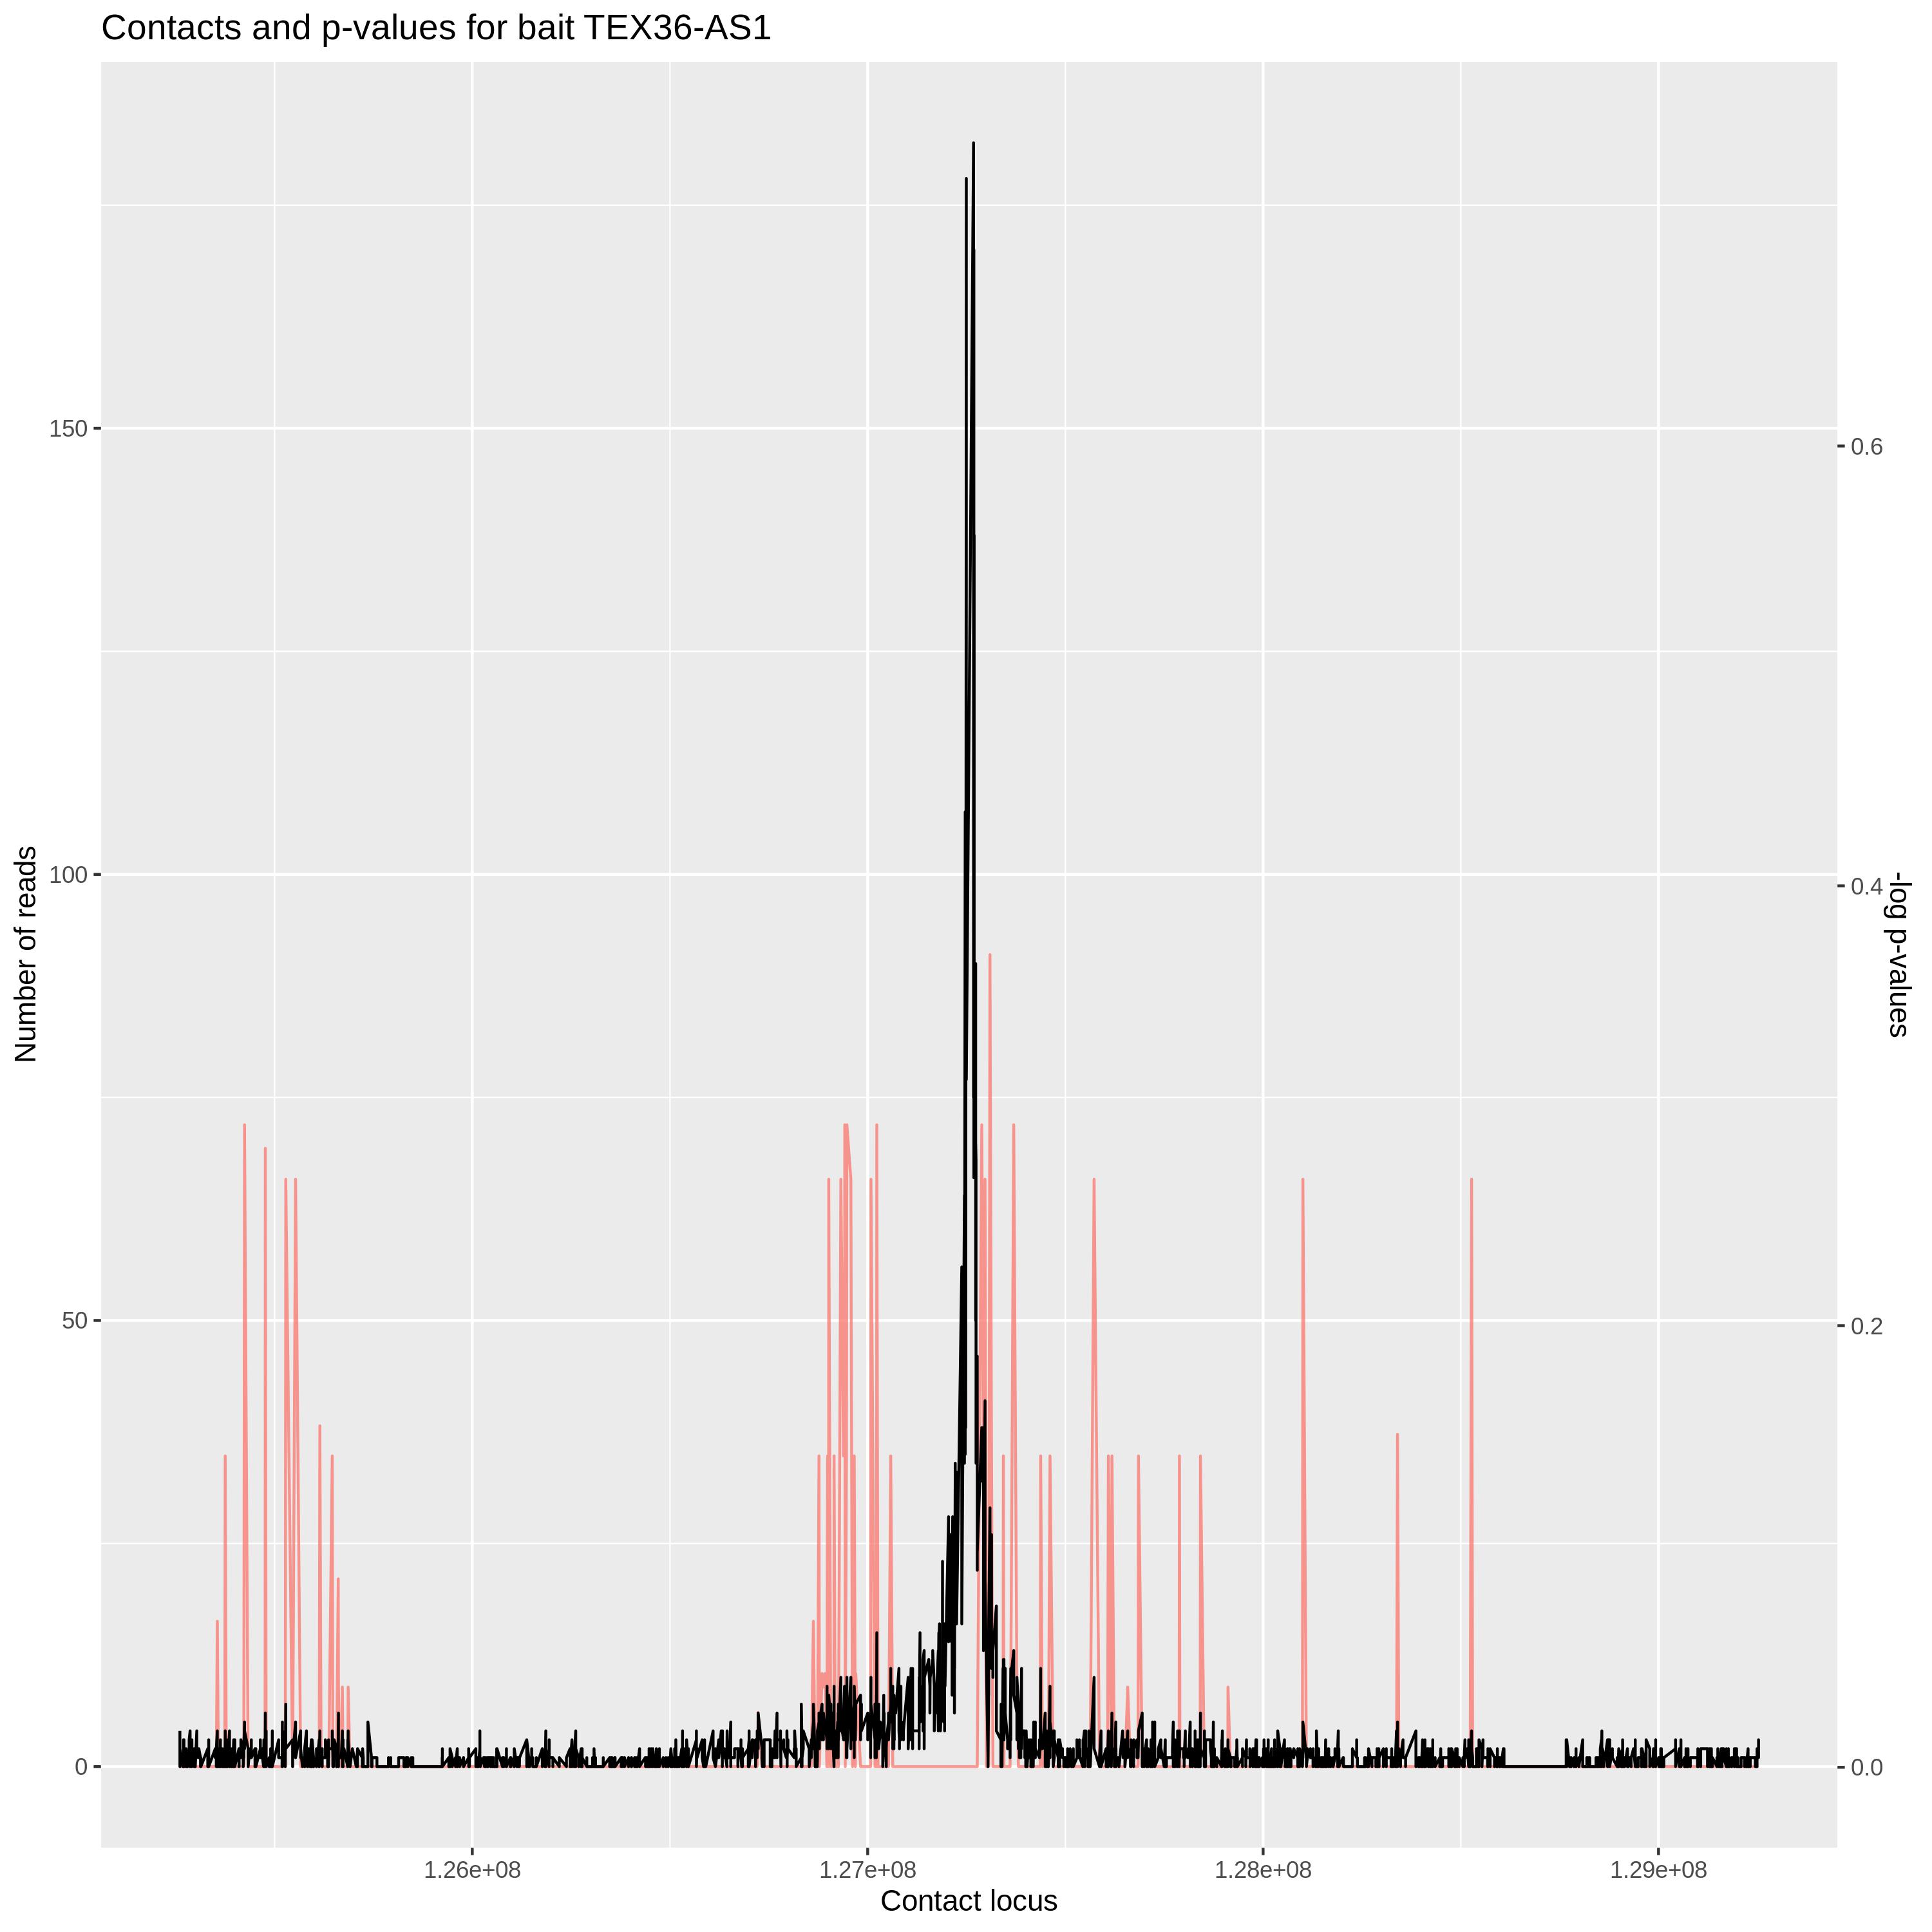 Contacts and p-values for bait TEX36-AS1
150
100
50
0
Number of reads
0.6
0.4
0.2
0.0
-log p-values
1.26e+08 1.27e+08 1.28e+08 1.29e+08
Contact locus